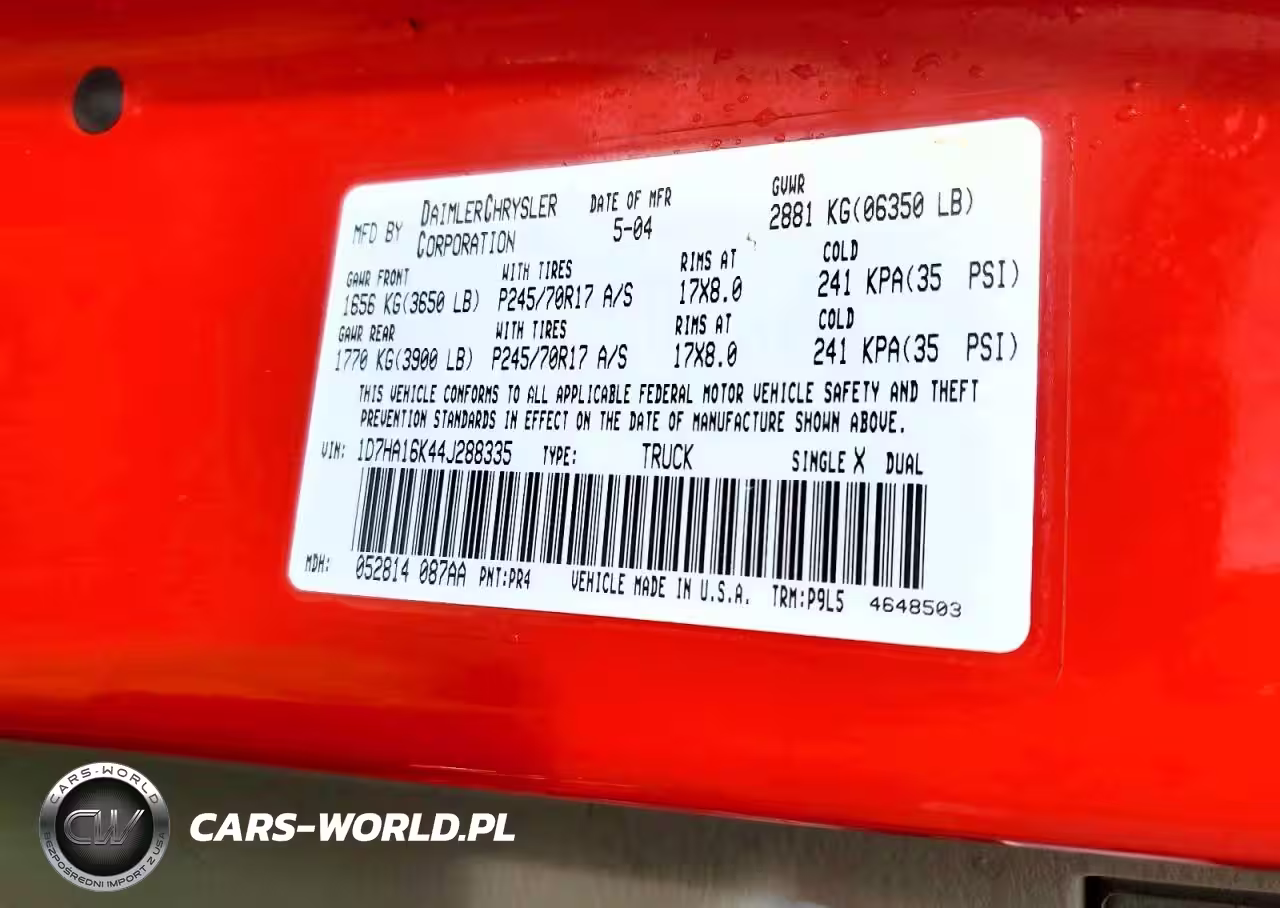 MFD BY DAIMLERCHRYSLER CORPORATION DATE OF MFR 5-04 GVWR 2881 KG(06350 LB)
GAWR FRONT WITH TIRES RIMS AT COLD
1656 KG(3650 LB) P245/70R17 A/S 17X8.0 241 KPA(35 PSI)
GAWR REAR WITH TIRES RIMS AT COLD
1770 KG(3900 LB) P245/70R17 A/S 17X8.0 241 KPA(35 PSI)
THIS VEHICLE CONFORMS TO ALL APPLICABLE FEDERAL MOTOR VEHICLE SAFETY AND THEFT
PREVENTION STANDARDS IN EFFECT ON THE DATE OF MANUFACTURE SHOWN ABOVE.
VIN: 1D7HA16K44J288335 TYPE: TRUCK SINGLE X DUAL
MDH: 052814 087AA PNT:PR4 VEHICLE MADE IN U.S.A. TRM:P9L5 4648503
CARS-WORLD
CW
BEZPOŚREDNI IMPORT Z USA
CARS-WORLD.PL